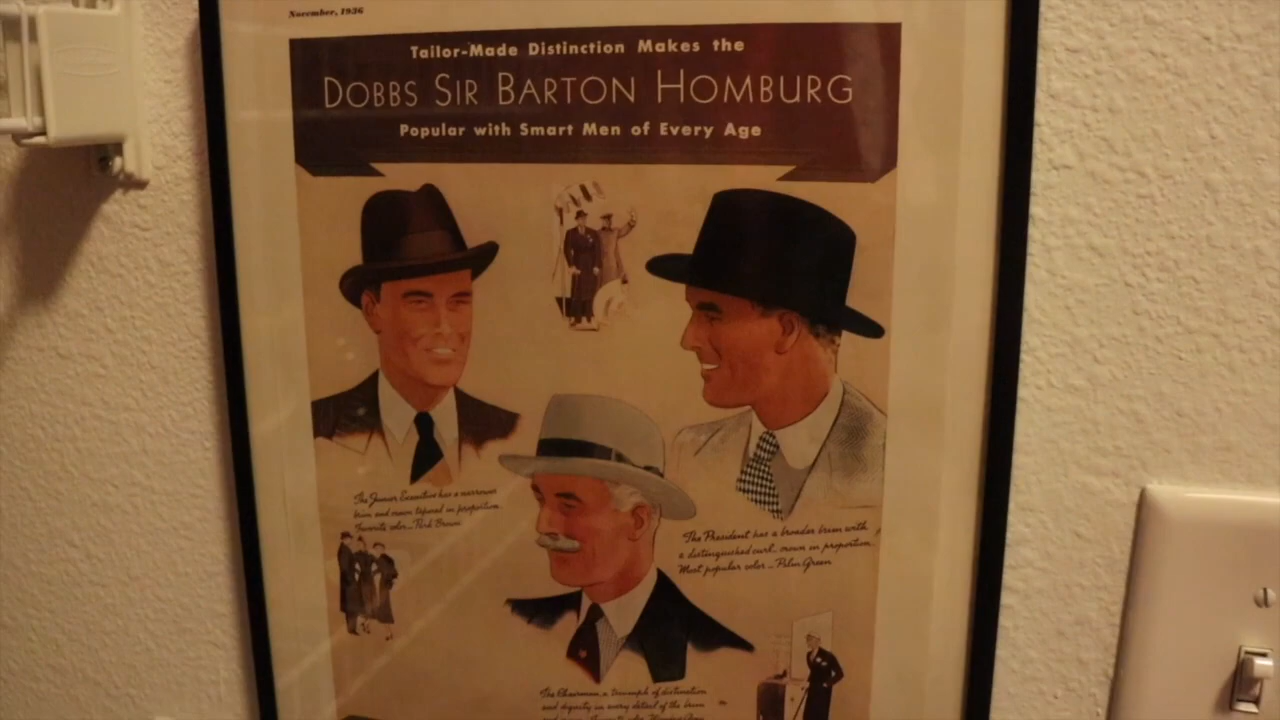 November, 1936
Tailor-Made Distinction Makes the
DOBBS SIR BARTON HOMBURG
Popular with Smart Men of Every Age
The Junior Executive has a narrower
brim and crown tapered in proportion.
Favorite color... Park Brown
The President has a broader brim with
a distinguished curl.. crown in proportion.
Most popular color... Palm Green
The Chairman, a triumph of distinction
and dignity in every detail of the brim